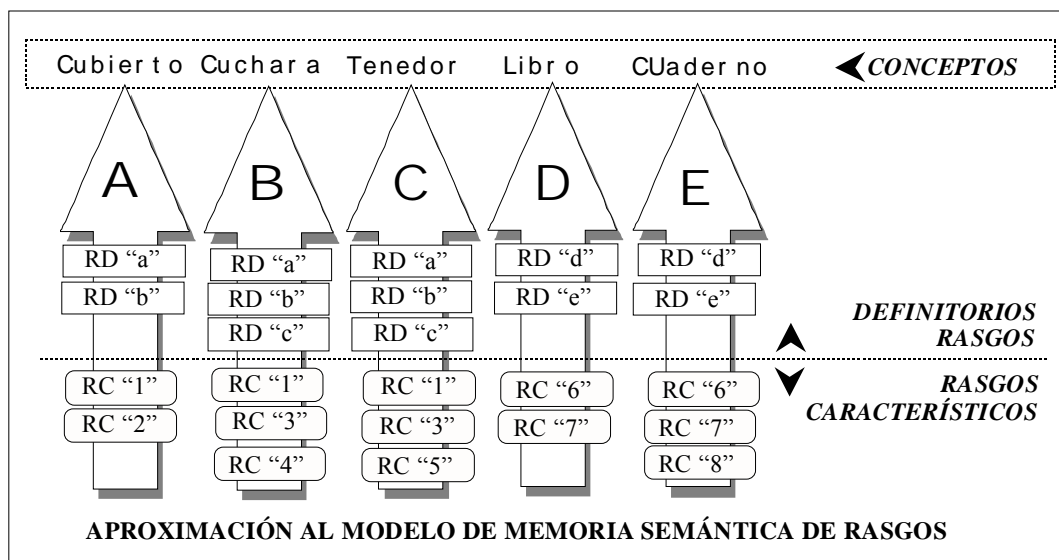 Cubierto Cuchara Tenedor Libro CUaderno CONCEPTOS
A B C D E
RD “a” RD “a” RD “a” RD “d” RD “d”
RD “b” RD “b” RD “b” RD “e” RD “e”
RD “c” RD “c”
DEFINITORIOS
RASGOS
RASGOS
CARACTERÍSTICOS
RC “1” RC “1” RC “1” RC “6” RC “6”
RC “2” RC “3” RC “3” RC “7” RC “7”
RC “4” RC “5” RC “8”
APROXIMACIÓN AL MODELO DE MEMORIA SEMÁNTICA DE RASGOS